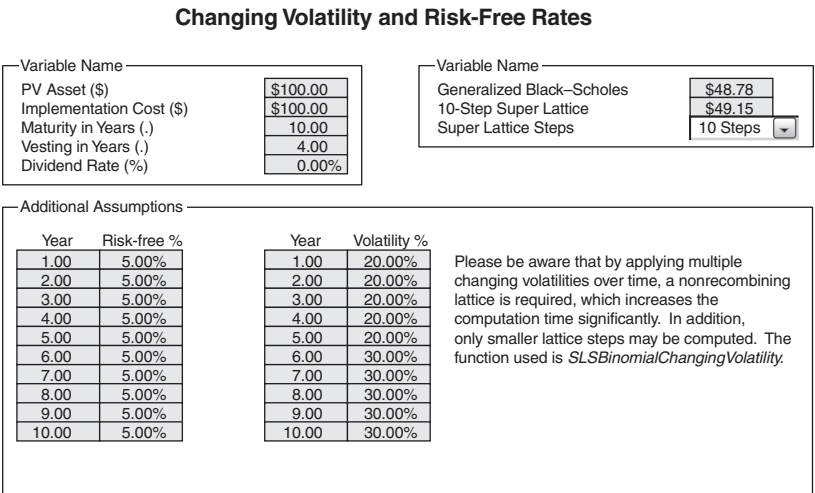 Changing Volatility and Risk-Free Rates
Variable Name
PV Asset ($) $100.00
Implementation Cost ($) $100.00
Maturity in Years (.) 10.00
Vesting in Years (.) 4.00
Dividend Rate (%) 0.00%
Variable Name
Generalized Black–Scholes $48.78
10-Step Super Lattice $49.15
Super Lattice Steps 10 Steps
Additional Assumptions
Year Risk-free %
1.00 5.00%
2.00 5.00%
3.00 5.00%
4.00 5.00%
5.00 5.00%
6.00 5.00%
7.00 5.00%
8.00 5.00%
9.00 5.00%
10.00 5.00%
Year Volatility %
1.00 20.00%
2.00 20.00%
3.00 20.00%
4.00 20.00%
5.00 20.00%
6.00 30.00%
7.00 30.00%
8.00 30.00%
9.00 30.00%
10.00 30.00%
Please be aware that by applying multiple
changing volatilities over time, a nonrecombining
lattice is required, which increases the
computation time significantly. In addition,
only smaller lattice steps may be computed. The
function used is SLSBinomialChangingVolatility.